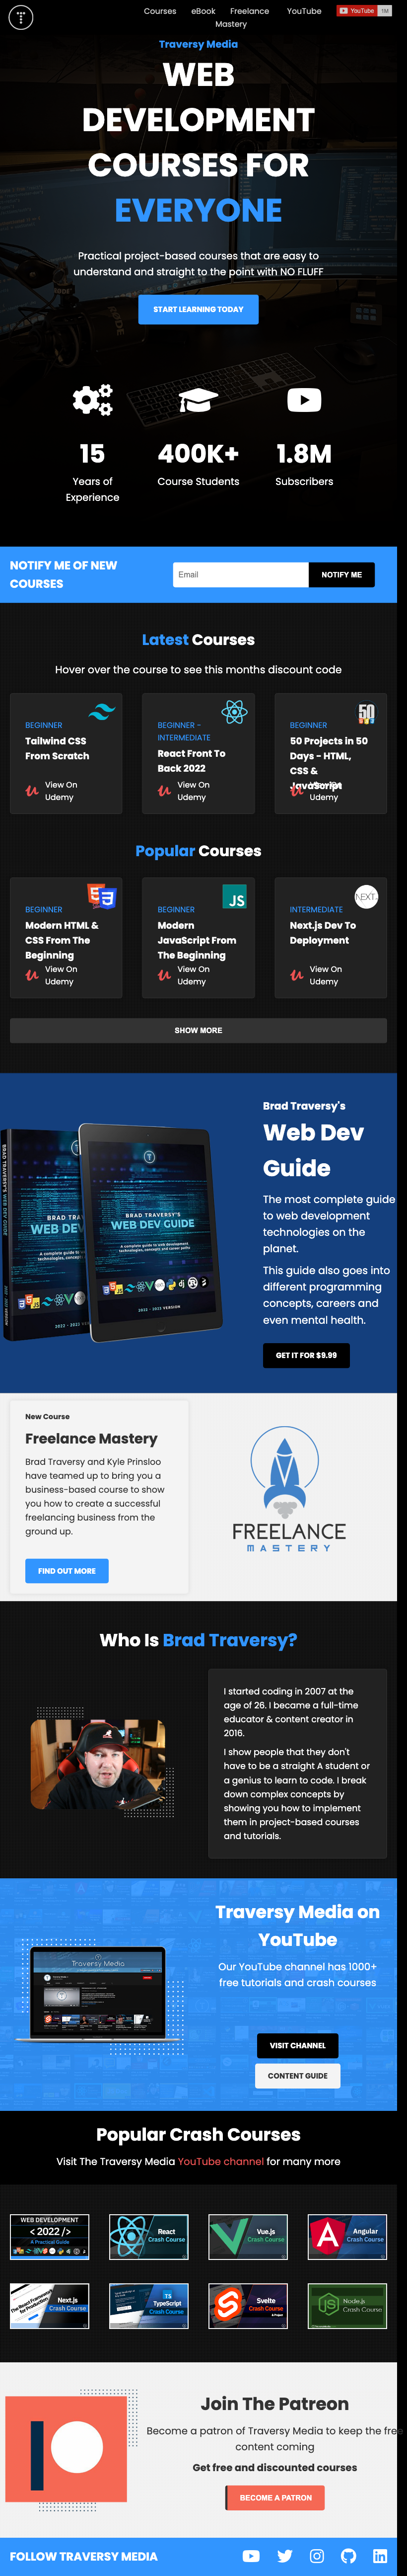 Courses eBook Freelance Mastery YouTube YouTube 1M
Traversy Media
WEB
DEVELOPMENT
COURSES FOR
EVERYONE
Practical project-based courses that are easy to
understand and straight to the point with NO FLUFF
START LEARNING TODAY
15
Years of
Experience
400K+
Course Students
1.8M
Subscribers
NOTIFY ME OF NEW
COURSES
Email
NOTIFY ME
Latest Courses
Hover over the course to see this months discount code
BEGINNER
Tailwind CSS
From Scratch
View On
Udemy
BEGINNER -
INTERMEDIATE
React Front To
Back 2022
View On
Udemy
50
BEGINNER
50 Projects in 50
Days - HTML,
CSS &
JavaScript
View On
Udemy
Popular Courses
BEGINNER
Modern HTML &
CSS From The
Beginning
View On
Udemy
JS
BEGINNER
Modern
JavaScript From
The Beginning
View On
Udemy
NEXT
INTERMEDIATE
Next.js Dev To
Deployment
View On
Udemy
SHOW MORE
BRAD TRAVERSY'S
WEB DEV GUIDE
BRAD TRAVERSY'S
WEB DEV GUIDE
A complete guide to web development
technologies, concepts and career paths
2022 - 2023 VERSION
Brad Traversy's
Web Dev
Guide
The most complete guide
to web development
technologies on the
planet.
This guide also goes into
different programming
concepts, careers and
even mental health.
GET IT FOR $9.99
New Course
Freelance Mastery
Brad Traversy and Kyle Prinsloo
have teamed up to bring you a
business-based course to show
you how to create a successful
freelancing business from the
ground up.
FIND OUT MORE
FREELANCE
MASTERY
Who Is Brad Traversy?
I started coding in 2007 at the
age of 26. I became a full-time
educator & content creator in
2016.
I show people that they don't
have to be a straight A student or
a genius to learn to code. I break
down complex concepts by
showing you how to implement
them in project-based courses
and tutorials.
Traversy Media
Traversy Media on
YouTube
Our YouTube channel has 1000+
free tutorials and crash courses
VISIT CHANNEL
CONTENT GUIDE
Popular Crash Courses
Visit The Traversy Media YouTube channel for many more
WEB DEVELOPMENT
< 2022 />
A Practical Guide
React
Crash Course
Vue.js
Crash Course
Angular
Crash Course
The React Framework
for Production
Next.js
Crash Course
TypeScript
Crash Course
Svelte
Crash Course
Node.js
Crash Course
Join The Patreon
Become a patron of Traversy Media to keep the free
content coming
Get free and discounted courses
BECOME A PATRON
FOLLOW TRAVERSY MEDIA